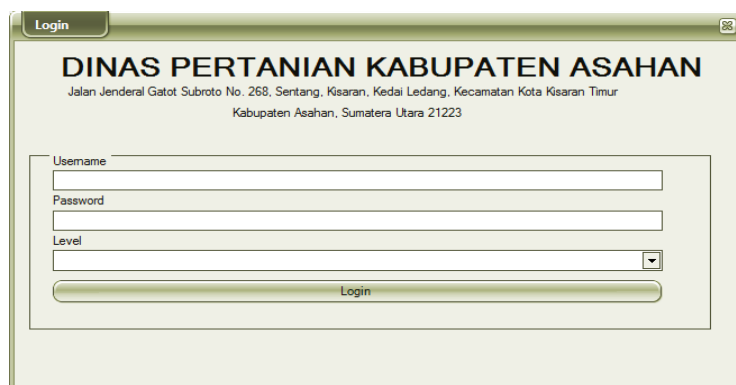 Login
DINAS PERTANIAN KABUPATEN ASAHAN
Jalan Jenderal Gatot Subroto No. 268, Sentang, Kisaran, Kedai Ledang, Kecamatan Kota Kisaran Timur
Kabupaten Asahan, Sumatera Utara 21223
Username
Password
Level
Login